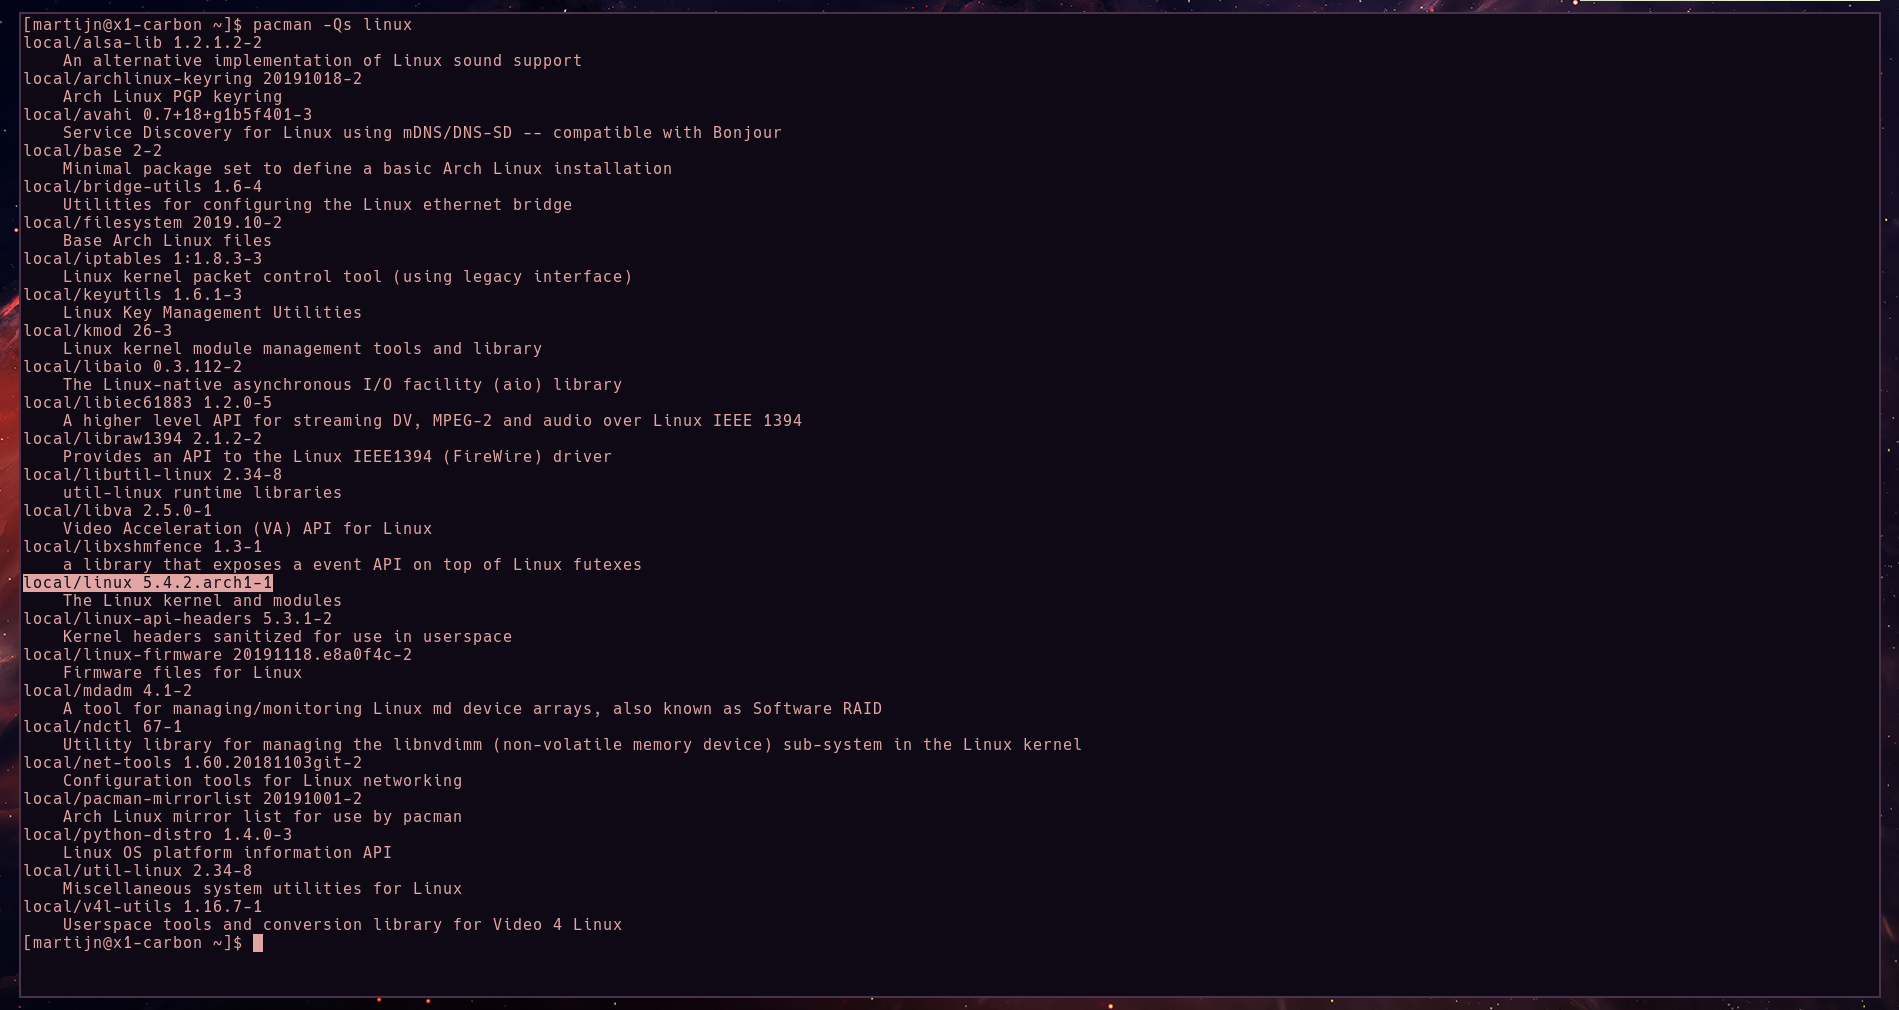 [martijn@x1-carbon ~]$ pacman -Qs linux
local/alsa-lib 1.2.1.2-2
    An alternative implementation of Linux sound support
local/archlinux-keyring 20191018-2
    Arch Linux PGP keyring
local/avahi 0.7+18+g1b5f401-3
    Service Discovery for Linux using mDNS/DNS-SD -- compatible with Bonjour
local/base 2-2
    Minimal package set to define a basic Arch Linux installation
local/bridge-utils 1.6-4
    Utilities for configuring the Linux ethernet bridge
local/filesystem 2019.10-2
    Base Arch Linux files
local/iptables 1:1.8.3-3
    Linux kernel packet control tool (using legacy interface)
local/keyutils 1.6.1-3
    Linux Key Management Utilities
local/kmod 26-3
    Linux kernel module management tools and library
local/libaio 0.3.112-2
    The Linux-native asynchronous I/O facility (aio) library
local/libiec61883 1.2.0-5
    A higher level API for streaming DV, MPEG-2 and audio over Linux IEEE 1394
local/libraw1394 2.1.2-2
    Provides an API to the Linux IEEE1394 (FireWire) driver
local/libutil-linux 2.34-8
    util-linux runtime libraries
local/libva 2.5.0-1
    Video Acceleration (VA) API for Linux
local/libxshmfence 1.3-1
    a library that exposes a event API on top of Linux futexes
local/linux 5.4.2.arch1-1
    The Linux kernel and modules
local/linux-api-headers 5.3.1-2
    Kernel headers sanitized for use in userspace
local/linux-firmware 20191118.e8a0f4c-2
    Firmware files for Linux
local/mdadm 4.1-2
    A tool for managing/monitoring Linux md device arrays, also known as Software RAID
local/ndctl 67-1
    Utility library for managing the libnvdimm (non-volatile memory device) sub-system in the Linux kernel
local/net-tools 1.60.20181103git-2
    Configuration tools for Linux networking
local/pacman-mirrorlist 20191001-2
    Arch Linux mirror list for use by pacman
local/python-distro 1.4.0-3
    Linux OS platform information API
local/util-linux 2.34-8
    Miscellaneous system utilities for Linux
local/v4l-utils 1.16.7-1
    Userspace tools and conversion library for Video 4 Linux
[martijn@x1-carbon ~]$